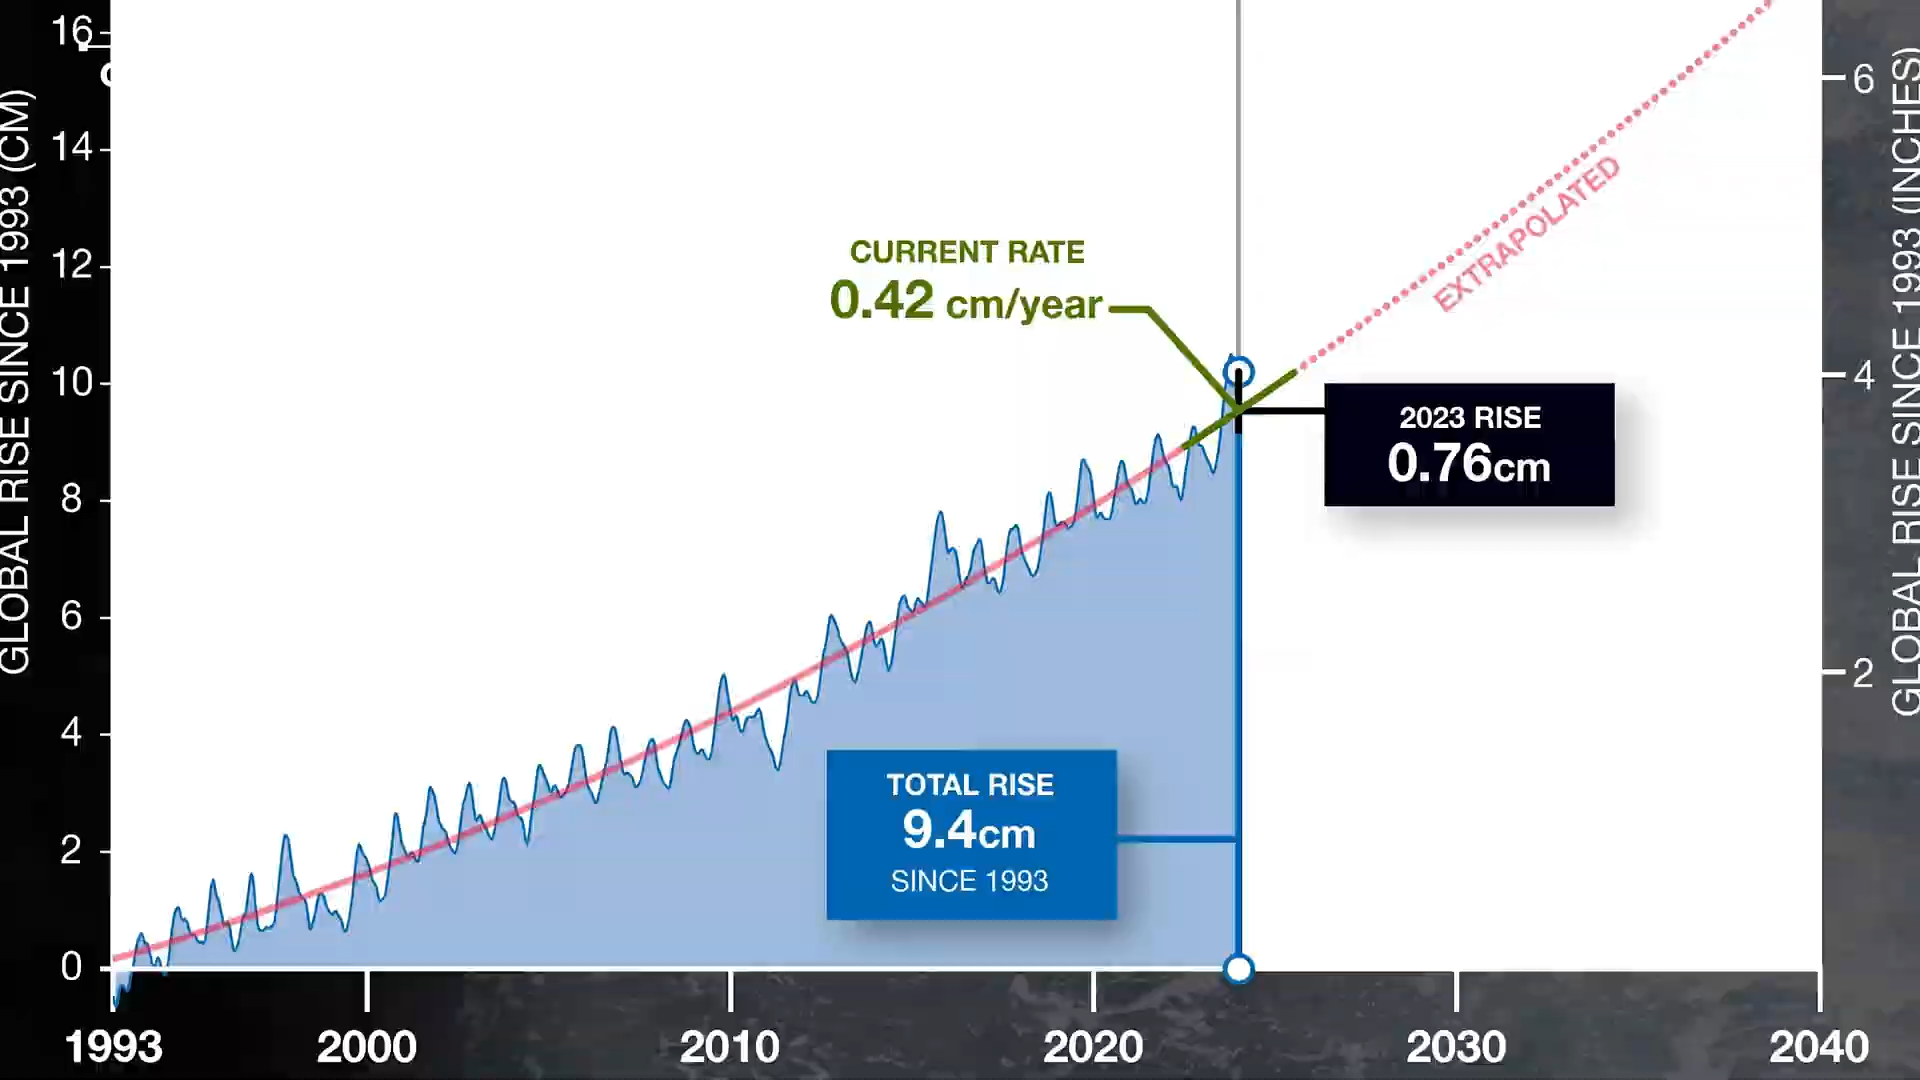 GLOBAL RISE SINCE 1993 (CM)
16
14
12
10
8
6
4
2
0
CURRENT RATE
0.42 cm/year
EXTRAPOLATED
2023 RISE
0.76cm
TOTAL RISE
9.4cm
SINCE 1993
6
4
2
GLOBAL RISE SINCE 1993 (INCHES)
1993 2000 2010 2020 2030 2040